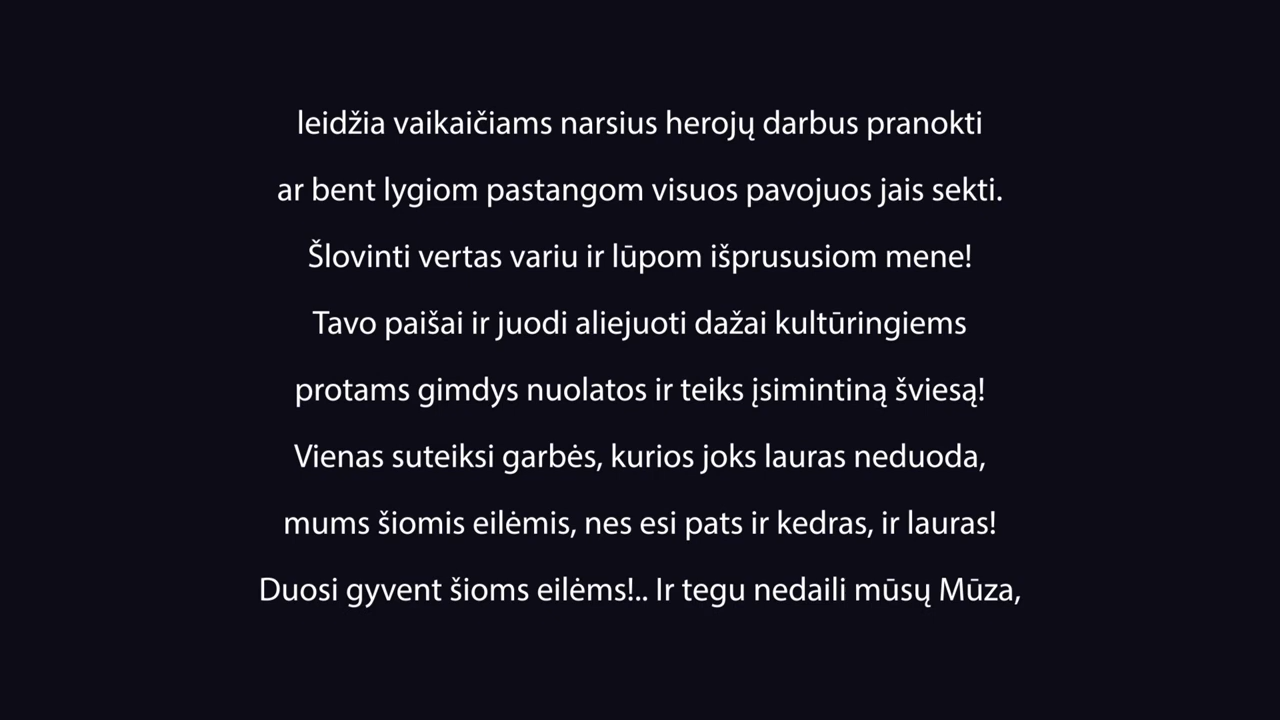 leidžia vaikaičiams narsius herojų darbus pranokti
ar bent lygiom pastangom visuos pavojuos jais sekti.
Šlovinti vertas variu ir lūpom išprususiom mene!
Tavo paišai ir juodi aliejuoti dažai kultūringiems
protams gimdys nuolatos ir teiks įsimintiną šviesą!
Vienas suteiksi garbės, kurios joks lauras neduoda,
mums šiomis eilėmis, nes esi pats ir kedras, ir lauras!
Duosi gyvent šioms eilėms!.. Ir tegu nedaili mūsų Mūza,